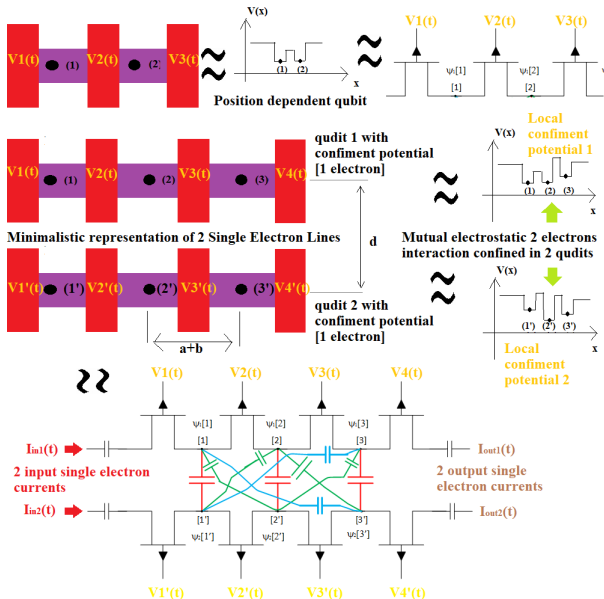 V1(t)
V2(t)
V3(t)
(1)
(2)
V(x)
(1) (2)
x
Position dependent qubit
V1(t) V2(t) V3(t)
ψ₁[1] ψ₁[2]
[1] [2]
x
V1(t)
V2(t)
V3(t)
V4(t)
(1)
(2)
(3)
qudit 1 with
confiment potential
[1 electron]
Local
confiment
potential 1
V(x)
(1) (2) (3)
x
Minimalistic representation of 2 Single Electron Lines
d
Mutual electrostatic 2 electrons
interaction confined in 2 qudits
V1'(t)
V2'(t)
V3'(t)
V4'(t)
(1')
(2')
(3')
a+b
qudit 2 with
confiment potential
[1 electron]
V(x)
(1') (2') (3')
x
Local
confiment
potential 2
V1(t) V2(t) V3(t) V4(t)
ψ₁[1] ψ₁[2] ψ₁[3]
[1] [2] [3]
Iin1(t)
Iout1(t)
2 input single electron
currents
2 output single
electron currents
Iin2(t)
Iout2(t)
[1'] [2'] [3']
ψ₂[1'] ψ₂[2'] ψ₂[3']
V1'(t) V2'(t) V3'(t) V4'(t)